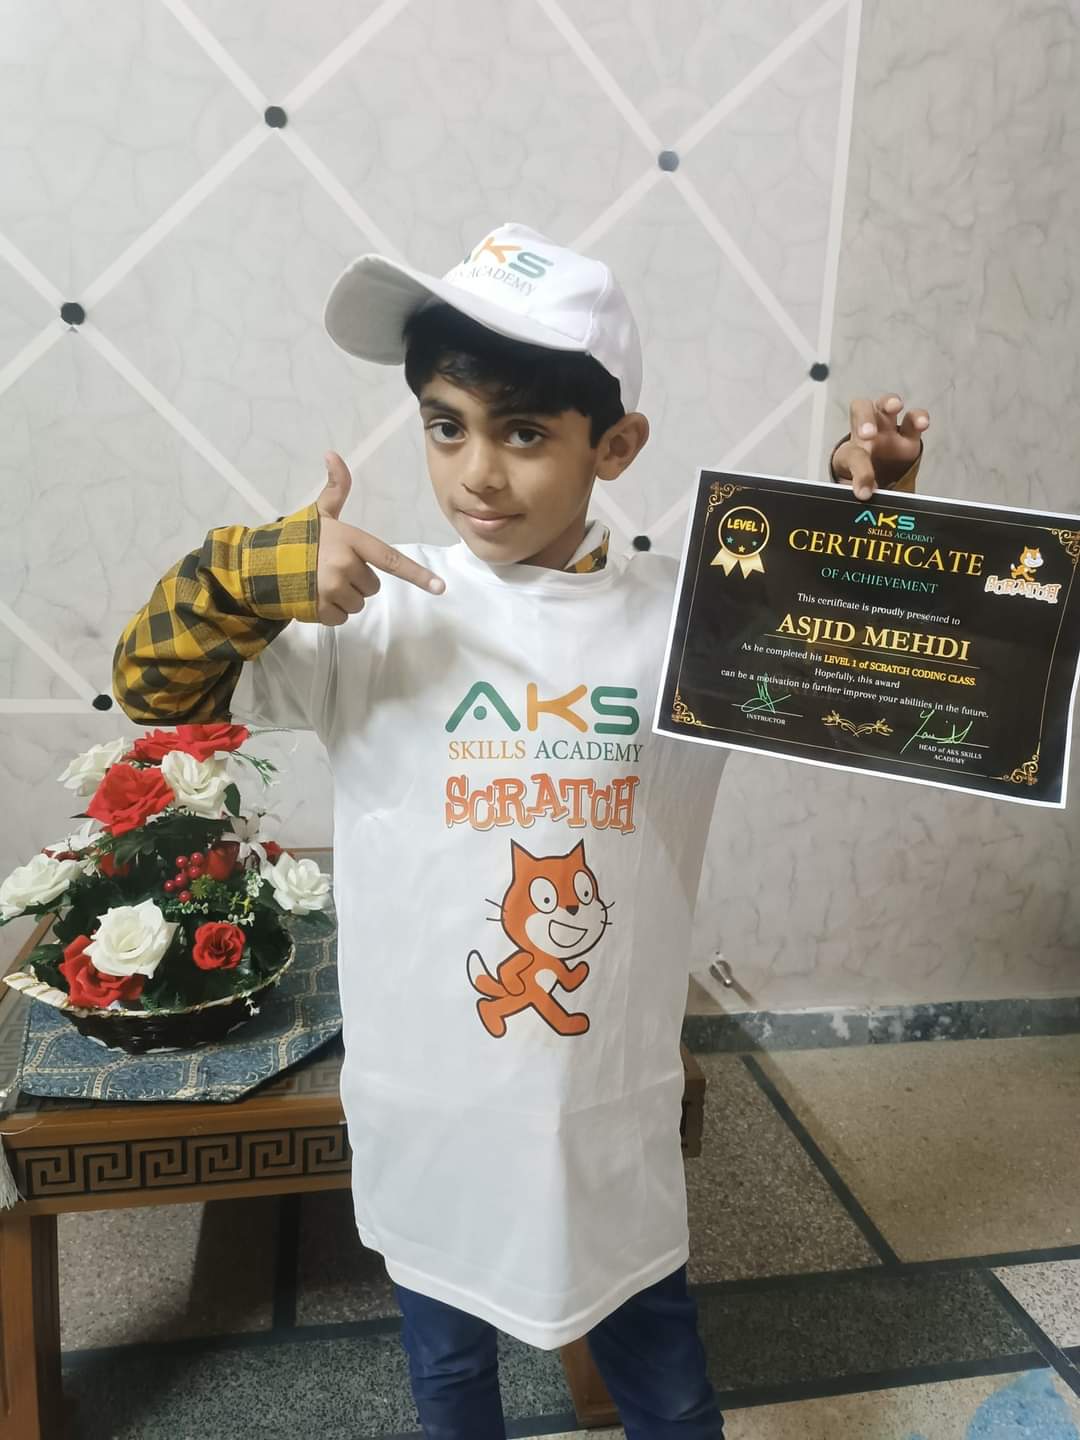 KS
ACADEMY
LEVEL 1
AKS
SKILLS ACADEMY
CERTIFICATE
OF ACHIEVEMENT
SCRATCH
This certificate is proudly presented to
ASJID MEHDI
As he completed his LEVEL 1 of SCRATCH CODING CLASS.
Hopefully, this award
can be a motivation to further improve your abilities in the future.
INSTRUCTOR
HEAD of AKS SKILLS
ACADEMY
AKS
SKILLS ACADEMY
SCRATCH